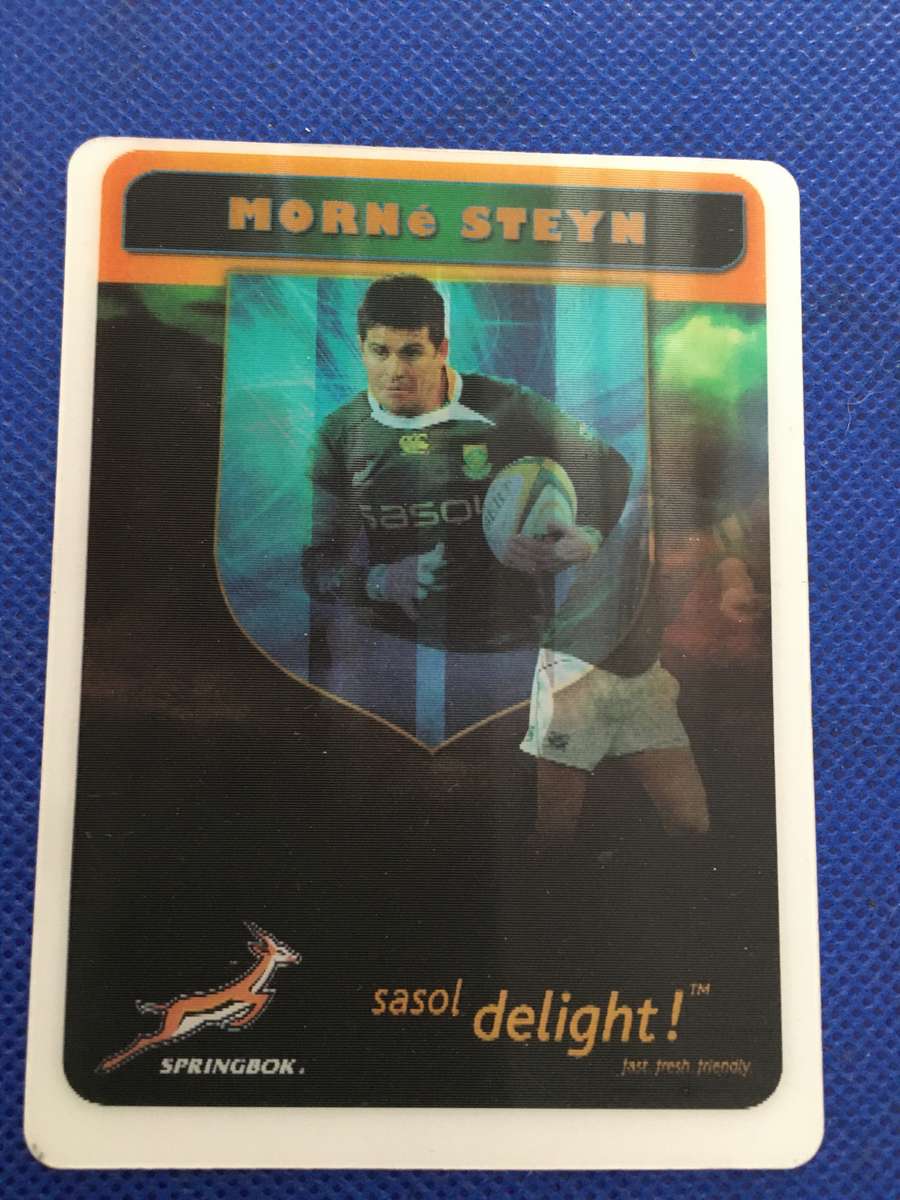 MORNé STEYN
sasol
SPRINGBOK
sasol delight!™
fast. fresh. friendly